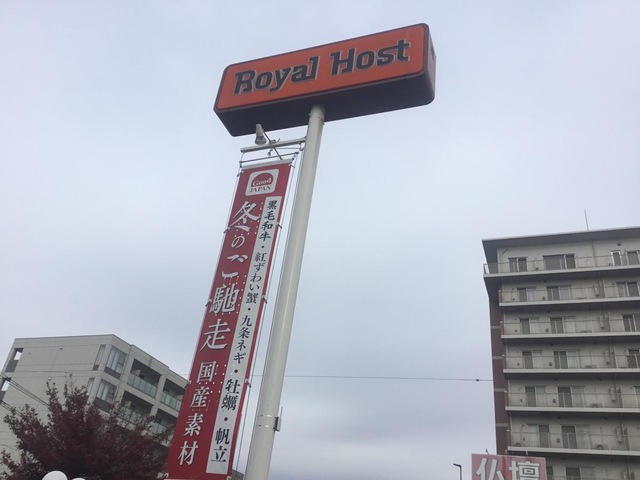 Royal Host
Good
JAPAN
黒毛和牛・紅ずわい蟹・九条ネギ・牡蠣・帆立
冬のご馳走 国産素材
仏壇